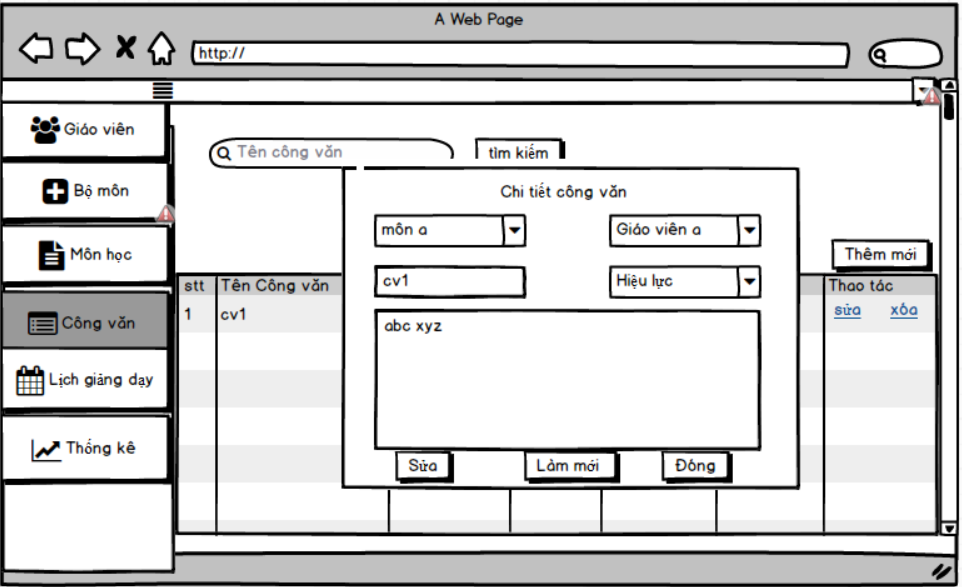 A Web Page
http://
Giáo viên
Bộ môn
Môn học
Công văn
Lịch giảng dạy
Thống kê
Tên công văn
tìm kiếm
Thêm mới
stt Tên Công văn Thao tác
1 cv1 sửa xóa
Chi tiết công văn
môn a Giáo viên a
cv1 Hiệu lực
abc xyz
Sửa Làm mới Đóng